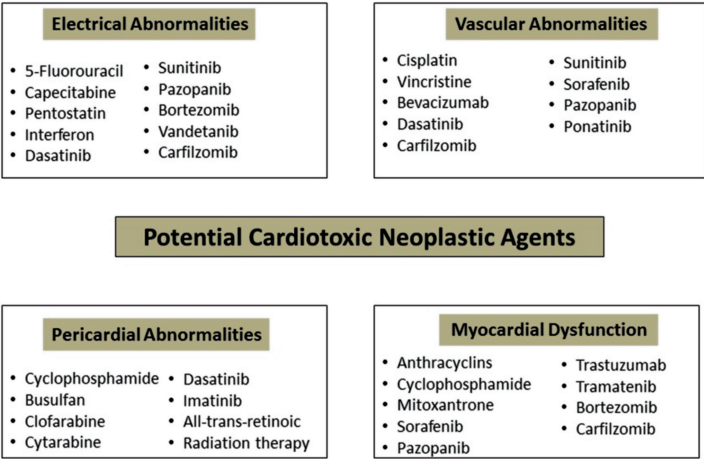 Electrical Abnormalities
• 5-Fluorouracil
• Capecitabine
• Pentostatin
• Interferon
• Dasatinib
• Sunitinib
• Pazopanib
• Bortezomib
• Vandetanib
• Carfilzomib
Vascular Abnormalities
• Cisplatin
• Vincristine
• Bevacizumab
• Dasatinib
• Carfilzomib
• Sunitinib
• Sorafenib
• Pazopanib
• Ponatinib
Potential Cardiotoxic Neoplastic Agents
Pericardial Abnormalities
• Cyclophosphamide
• Busulfan
• Clofarabine
• Cytarabine
• Dasatinib
• Imatinib
• All-trans-retinoic
• Radiation therapy
Myocardial Dysfunction
• Anthracyclins
• Cyclophosphamide
• Mitoxantrone
• Sorafenib
• Pazopanib
• Trastuzumab
• Tramatenib
• Bortezomib
• Carfilzomib